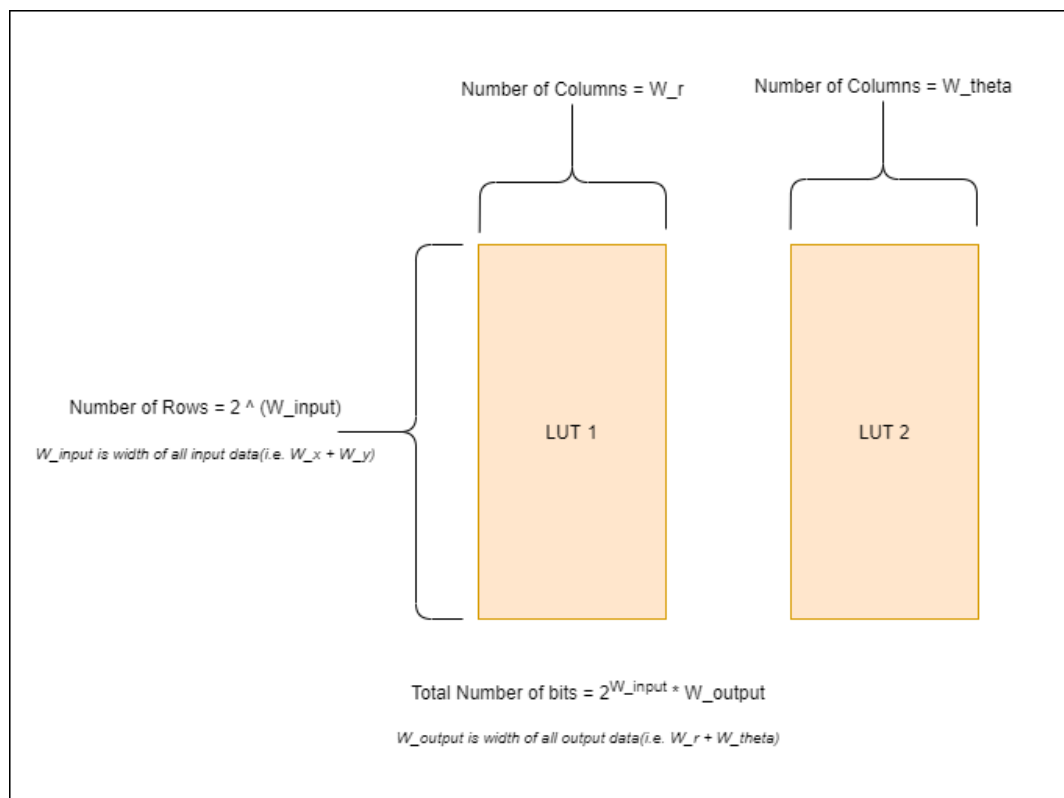 Number of Columns = W_r
Number of Columns = W_theta
Number of Rows = 2 ^ (W_input)
W_input is width of all input data(i.e. W_x + W_y)
LUT 1
LUT 2
Total Number of bits = 2^W_input * W_output
W_output is width of all output data(i.e. W_r + W_theta)